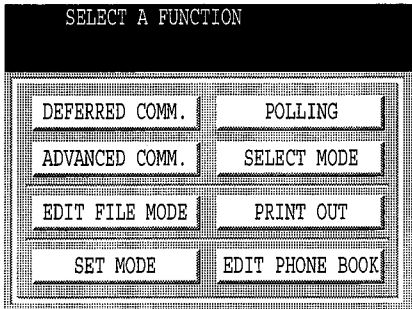 SELECT A FUNCTION
DEFERRED COMM. POLLING
ADVANCED COMM. SELECT MODE
EDIT FILE MODE PRINT OUT
SET MODE EDIT PHONE BOOK